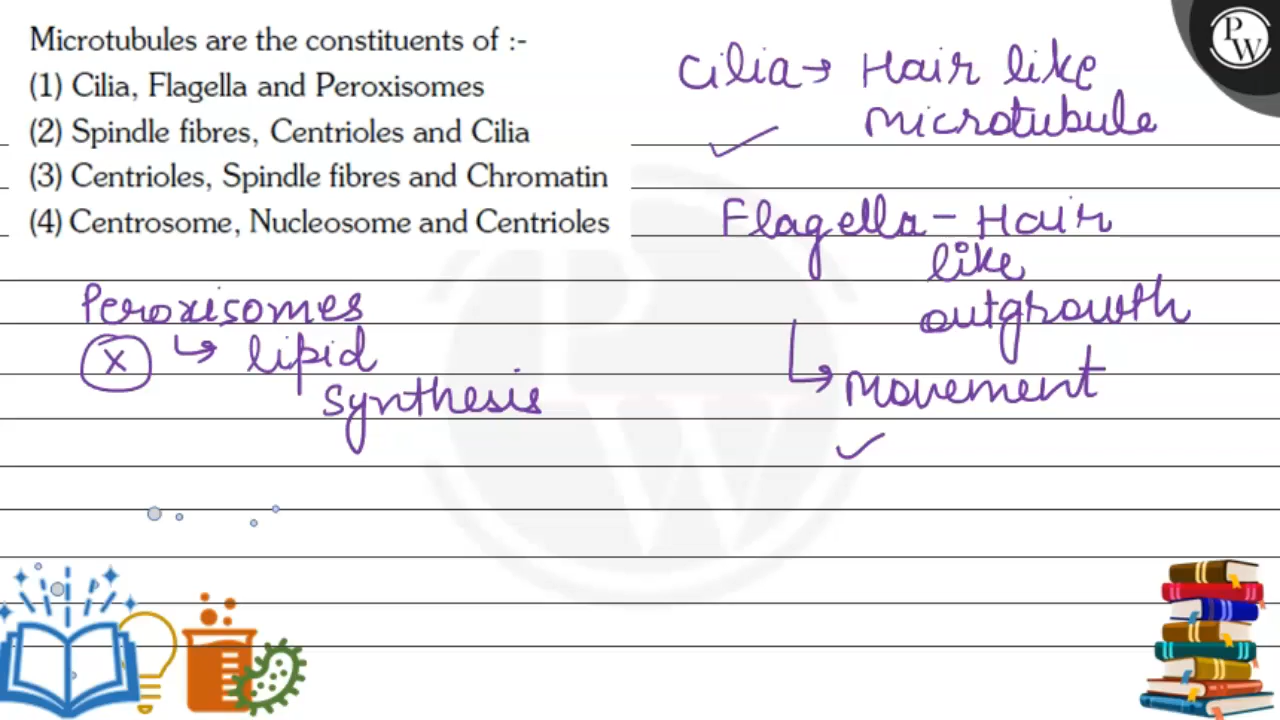 Microtubules are the constituents of :-
(1) Cilia, Flagella and Peroxisomes
(2) Spindle fibres, Centrioles and Cilia
(3) Centrioles, Spindle fibres and Chromatin
(4) Centrosome, Nucleosome and Centrioles
Cilia → Hair like
microtubule
Flagella - Hair
like
outgrowth
↳ Movement
Peroxisomes
X ↳ lipid
synthesis
PW
PW